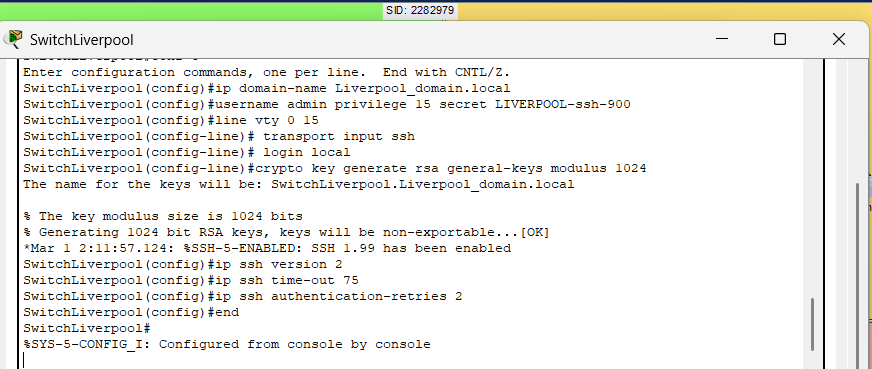 SID: 2282979
SwitchLiverpool
Enter configuration commands, one per line.  End with CNTL/Z.
SwitchLiverpool(config)#ip domain-name Liverpool_domain.local
SwitchLiverpool(config)#username admin privilege 15 secret LIVERPOOL-ssh-900
SwitchLiverpool(config)#line vty 0 15
SwitchLiverpool(config-line)# transport input ssh
SwitchLiverpool(config-line)# login local
SwitchLiverpool(config-line)#crypto key generate rsa general-keys modulus 1024
The name for the keys will be: SwitchLiverpool.Liverpool_domain.local
% The key modulus size is 1024 bits
% Generating 1024 bit RSA keys, keys will be non-exportable...[OK]
*Mar 1 2:11:57.124: %SSH-5-ENABLED: SSH 1.99 has been enabled
SwitchLiverpool(config)#ip ssh version 2
SwitchLiverpool(config)#ip ssh time-out 75
SwitchLiverpool(config)#ip ssh authentication-retries 2
SwitchLiverpool(config)#end
SwitchLiverpool#
%SYS-5-CONFIG_I: Configured from console by console